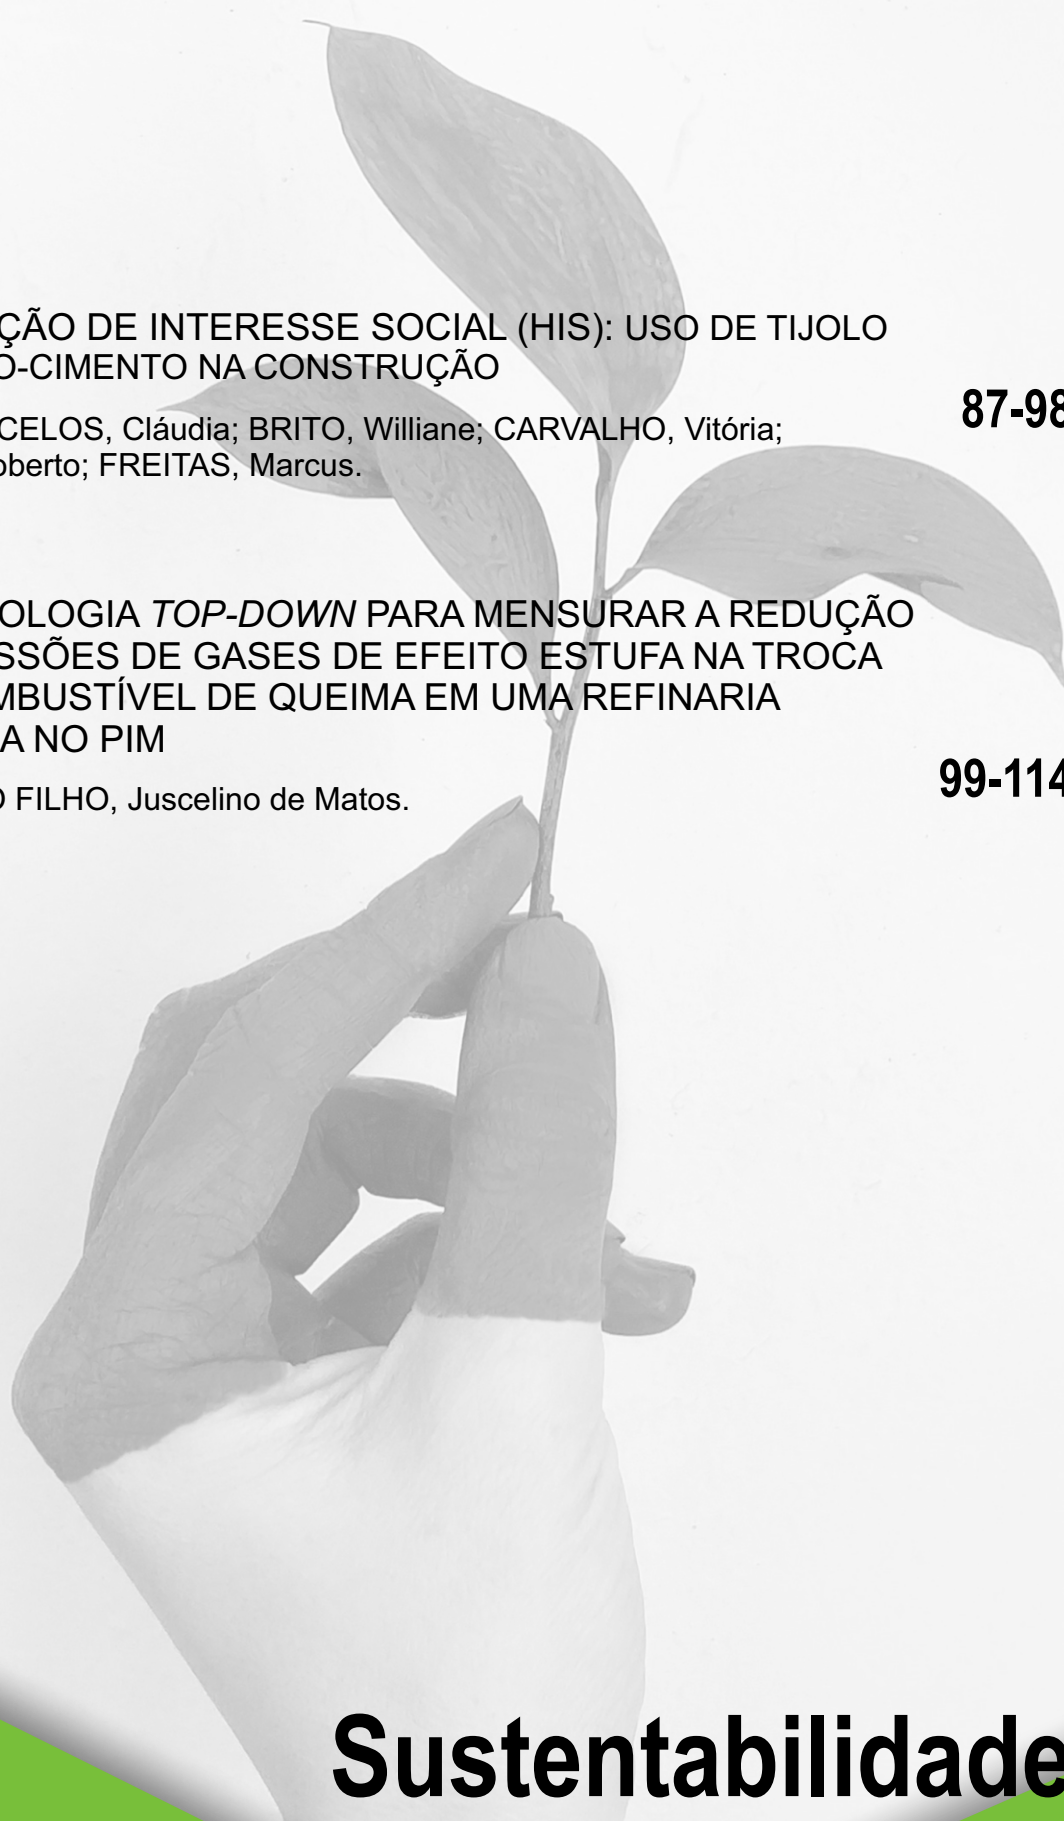 ÇÃO DE INTERESSE SOCIAL (HIS): USO DE TIJOLO
O-CIMENTO NA CONSTRUÇÃO
87-98
CELOS, Cláudia; BRITO, Williane; CARVALHO, Vitória;
oberto; FREITAS, Marcus.
OLOGIA TOP-DOWN PARA MENSURAR A REDUÇÃO
SSÕES DE GASES DE EFEITO ESTUFA NA TROCA
MBUSTÍVEL DE QUEIMA EM UMA REFINARIA
A NO PIM
99-114
O FILHO, Juscelino de Matos.
Sustentabilidade